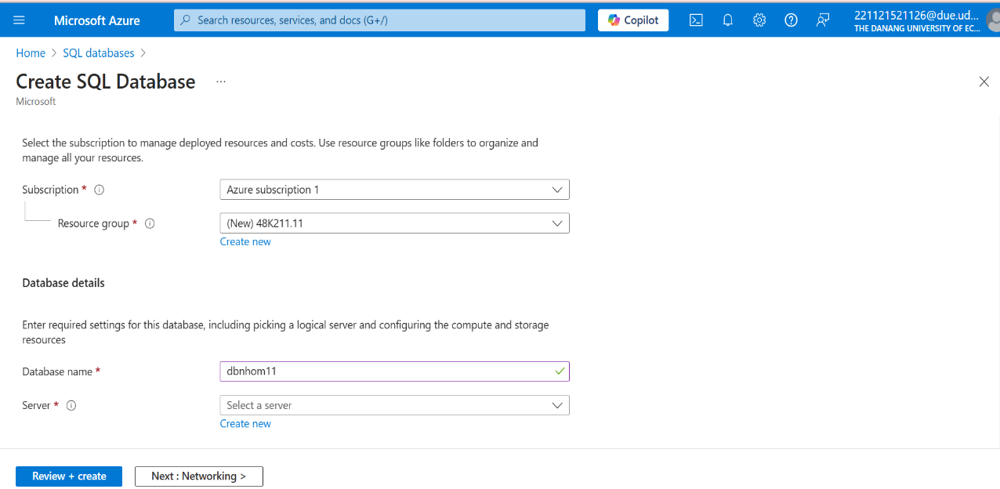 Microsoft Azure
Search resources, services, and docs (G+/)
Copilot
221121521126@due.ud...
THE DANANG UNIVERSITY OF EC...
Home > SQL databases >
Create SQL Database ...
Microsoft
Select the subscription to manage deployed resources and costs. Use resource groups like folders to organize and
manage all your resources.
Subscription *
Azure subscription 1
Resource group *
(New) 48K211.11
Create new
Database details
Enter required settings for this database, including picking a logical server and configuring the compute and storage
resources
Database name *
dbnhom11
Server *
Select a server
Create new
Review + create
Next : Networking >